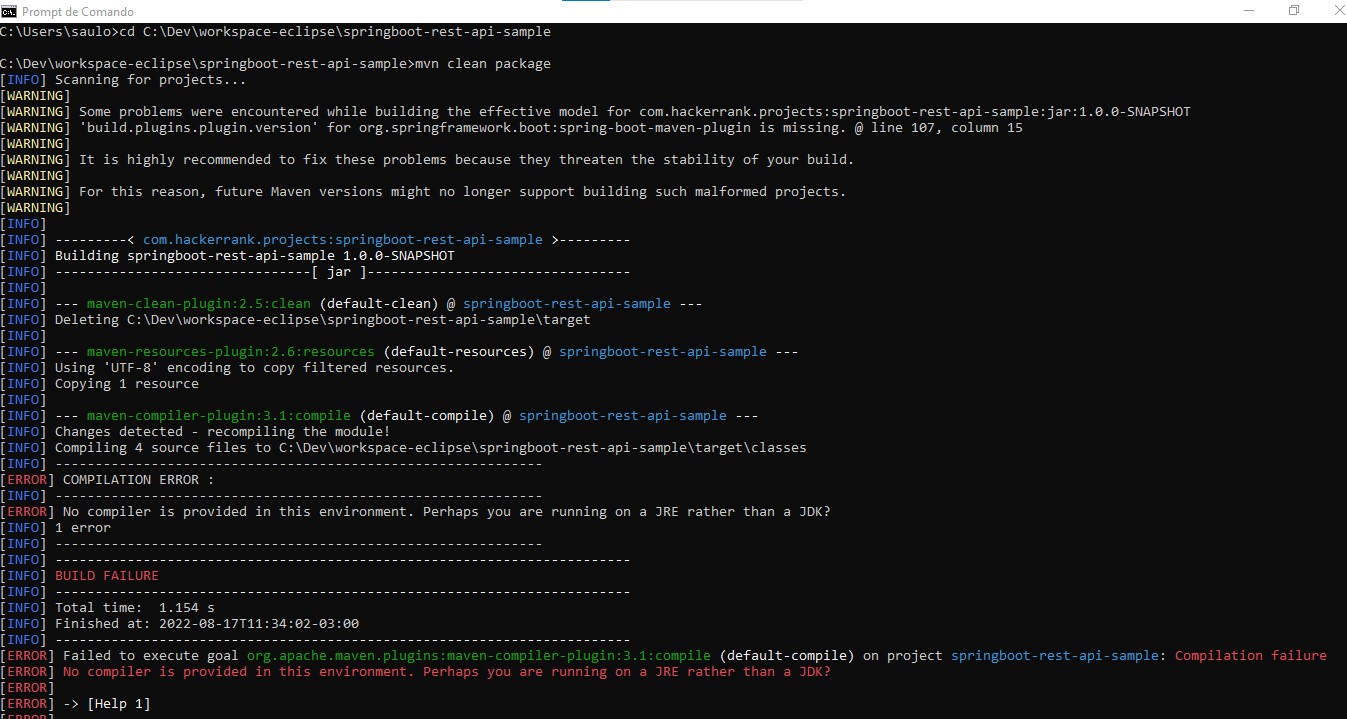 Prompt de Comando
C:\Users\saulo>cd C:\Dev\workspace-eclipse\springboot-rest-api-sample
C:\Dev\workspace-eclipse\springboot-rest-api-sample>mvn clean package
[INFO] Scanning for projects...
[WARNING]
[WARNING] Some problems were encountered while building the effective model for com.hackerrank.projects:springboot-rest-api-sample:jar:1.0.0-SNAPSHOT
[WARNING] 'build.plugins.plugin.version' for org.springframework.boot:spring-boot-maven-plugin is missing. @ line 107, column 15
[WARNING]
[WARNING] It is highly recommended to fix these problems because they threaten the stability of your build.
[WARNING]
[WARNING] For this reason, future Maven versions might no longer support building such malformed projects.
[WARNING]
[INFO]
[INFO] ---------< com.hackerrank.projects:springboot-rest-api-sample >---------
[INFO] Building springboot-rest-api-sample 1.0.0-SNAPSHOT
[INFO] --------------------------------[ jar ]---------------------------------
[INFO]
[INFO] --- maven-clean-plugin:2.5:clean (default-clean) @ springboot-rest-api-sample ---
[INFO] Deleting C:\Dev\workspace-eclipse\springboot-rest-api-sample\target
[INFO]
[INFO] --- maven-resources-plugin:2.6:resources (default-resources) @ springboot-rest-api-sample ---
[INFO] Using 'UTF-8' encoding to copy filtered resources.
[INFO] Copying 1 resource
[INFO]
[INFO] --- maven-compiler-plugin:3.1:compile (default-compile) @ springboot-rest-api-sample ---
[INFO] Changes detected - recompiling the module!
[INFO] Compiling 4 source files to C:\Dev\workspace-eclipse\springboot-rest-api-sample\target\classes
[INFO] -------------------------------------------------------------
[ERROR] COMPILATION ERROR :
[INFO] -------------------------------------------------------------
[ERROR] No compiler is provided in this environment. Perhaps you are running on a JRE rather than a JDK?
[INFO] 1 error
[INFO] -------------------------------------------------------------
[INFO] ------------------------------------------------------------------------
[INFO] BUILD FAILURE
[INFO] ------------------------------------------------------------------------
[INFO] Total time:  1.154 s
[INFO] Finished at: 2022-08-17T11:34:02-03:00
[INFO] ------------------------------------------------------------------------
[ERROR] Failed to execute goal org.apache.maven.plugins:maven-compiler-plugin:3.1:compile (default-compile) on project springboot-rest-api-sample: Compilation failure
[ERROR] No compiler is provided in this environment. Perhaps you are running on a JRE rather than a JDK?
[ERROR]
[ERROR] -> [Help 1]
[ERROR]